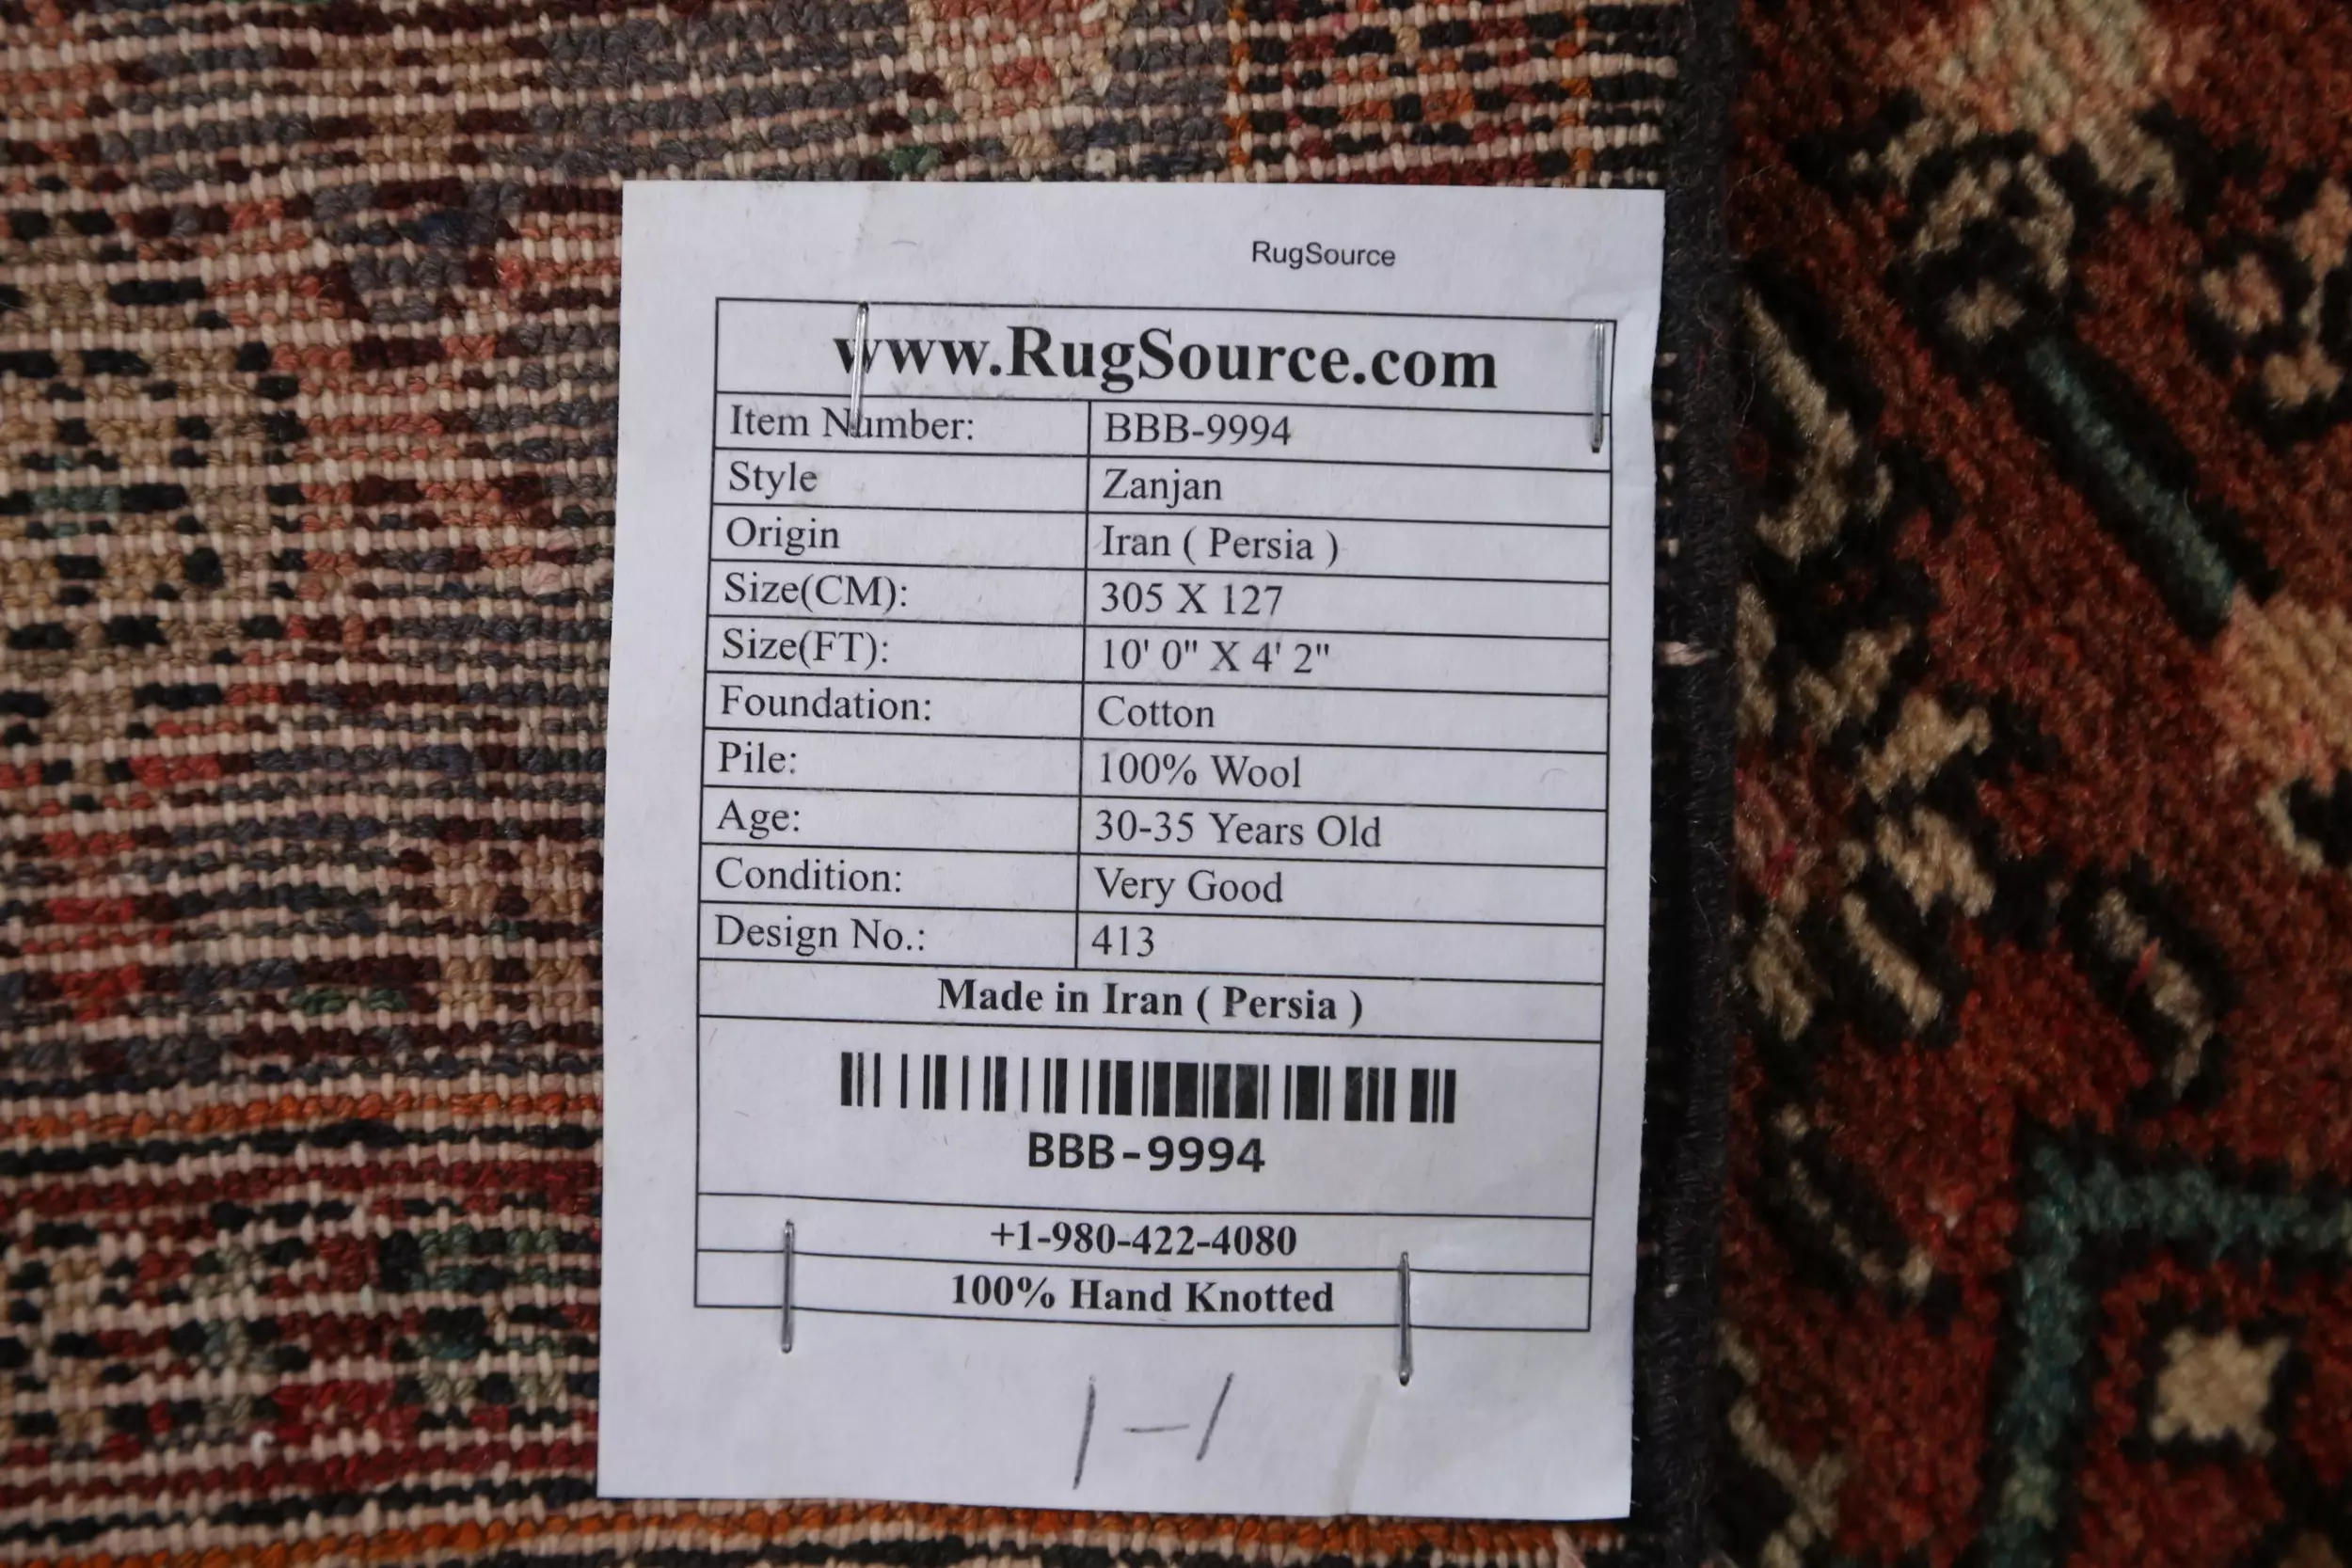 RugSource
www.RugSource.com
Item Number: BBB-9994
Style Zanjan
Origin Iran ( Persia )
Size(CM): 305 X 127
Size(FT): 10' 0" X 4' 2"
Foundation: Cotton
Pile: 100% Wool
Age: 30-35 Years Old
Condition: Very Good
Design No.: 413
Made in Iran ( Persia )
BBB-9994
+1-980-422-4080
100% Hand Knotted
1-1